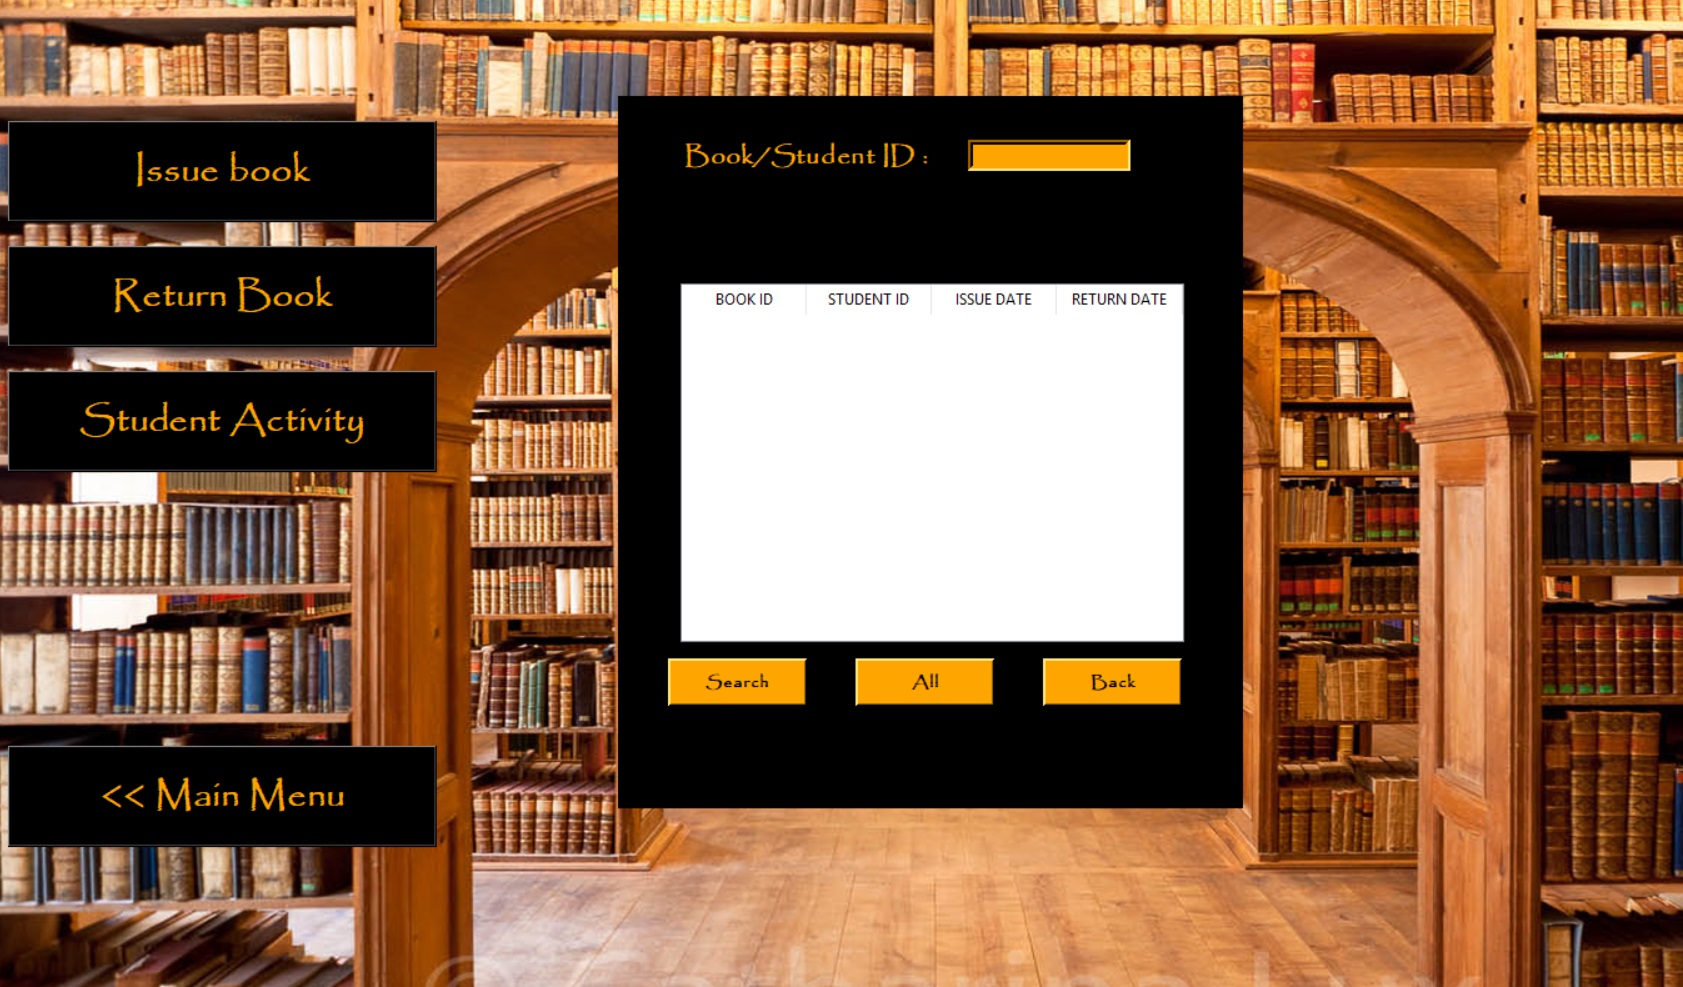 Issue book
Return Book
Student Activity
<< Main Menu
Book/Student ID :
BOOK ID STUDENT ID ISSUE DATE RETURN DATE
Search All Back